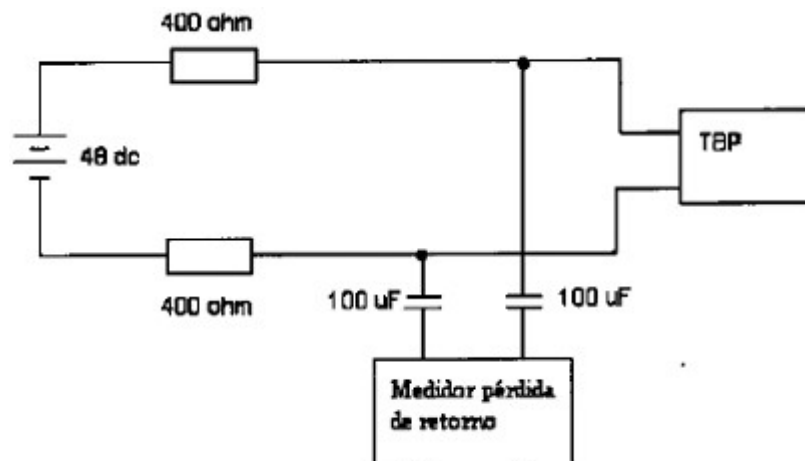 400 ohm
48 dc
TBP
400 ohm
100 uF
100 uF
Medidor pérdida
de retorno